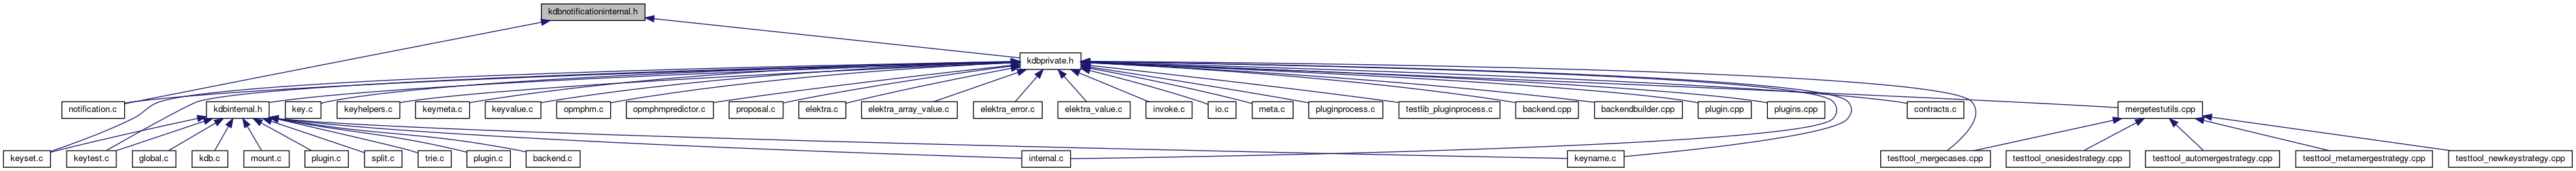 kdbnotificationinternal.h
kdbprivate.h
notification.c
kdbinternal.h
key.c
keyhelpers.c
keymeta.c
keyvalue.c
opmphm.c
opmphmpredictor.c
proposal.c
elektra.c
elektra_array_value.c
elektra_error.c
elektra_value.c
invoke.c
io.c
meta.c
pluginprocess.c
testlib_pluginprocess.c
backend.cpp
backendbuilder.cpp
plugin.cpp
plugins.cpp
contracts.c
mergetestutils.cpp
keyset.c
keytest.c
global.c
kdb.c
mount.c
plugin.c
split.c
trie.c
plugin.c
backend.c
internal.c
keyname.c
testtool_mergecases.cpp
testtool_onesidestrategy.cpp
testtool_automergestrategy.cpp
testtool_metamergestrategy.cpp
testtool_newkeystrategy.cpp